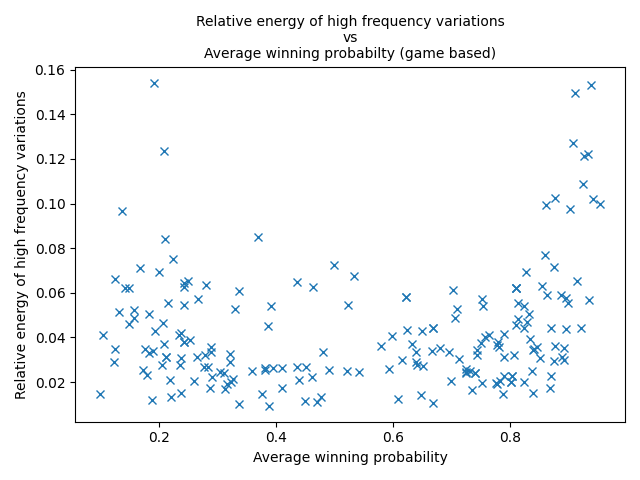 Relative energy of high frequency variations
vs
Average winning probabilty (game based)
0.16
0.14
0.12
0.10
0.08
0.06
0.04
0.02
Relative energy of high frequency variations
0.2 0.4 0.6 0.8
Average winning probability